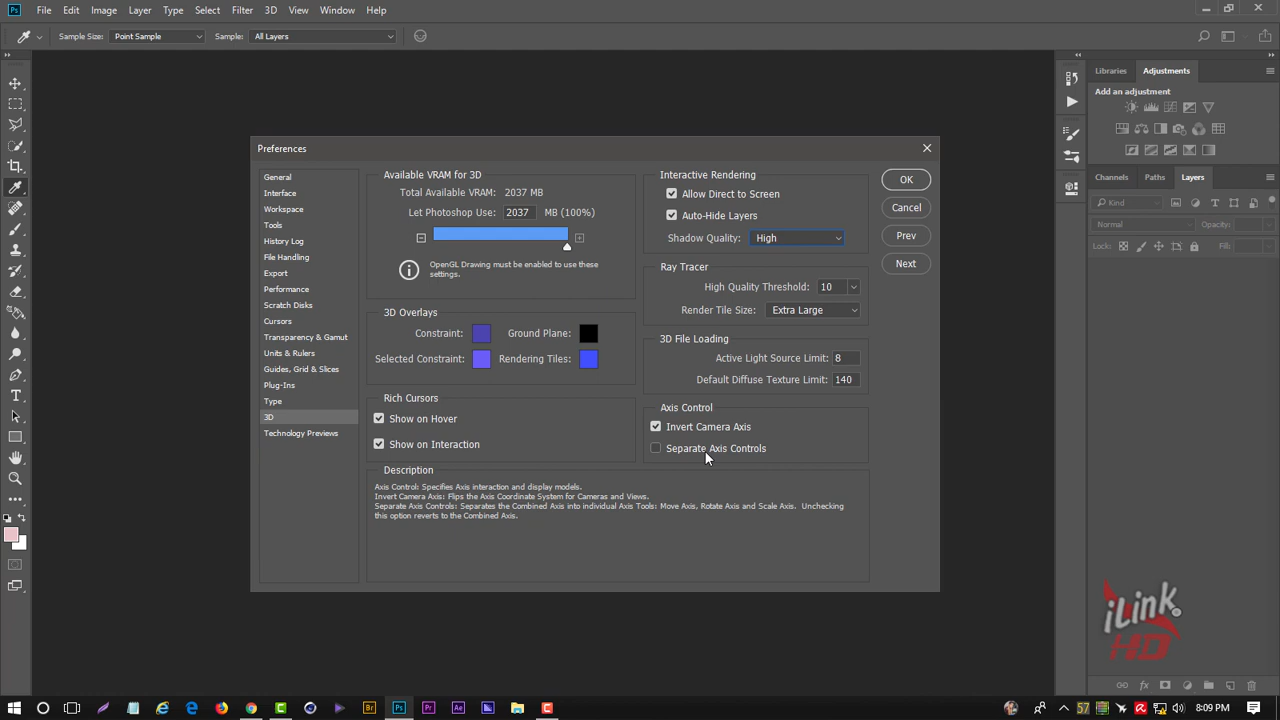 Ps File Edit Image Layer Type Select Filter 3D View Window Help
Sample Size: Point Sample Sample: All Layers
Libraries Adjustments
Add an adjustment
Channels Paths Layers
Kind
Normal Opacity:
Lock: Fill:
Preferences
General
Interface
Workspace
Tools
History Log
File Handling
Export
Performance
Scratch Disks
Cursors
Transparency & Gamut
Units & Rulers
Guides, Grid & Slices
Plug-Ins
Type
3D
Technology Previews
Available VRAM for 3D
Total Available VRAM: 2037 MB
Let Photoshop Use: 2037 MB (100%)
OpenGL Drawing must be enabled to use these
settings.
3D Overlays
Constraint: Ground Plane:
Selected Constraint: Rendering Tiles:
Rich Cursors
Show on Hover
Show on Interaction
Interactive Rendering
Allow Direct to Screen
Auto-Hide Layers
Shadow Quality: High
Ray Tracer
High Quality Threshold: 10
Render Tile Size: Extra Large
3D File Loading
Active Light Source Limit: 8
Default Diffuse Texture Limit: 140
Axis Control
Invert Camera Axis
Separate Axis Controls
OK
Cancel
Prev
Next
Description
Axis Control: Specifies Axis interaction and display models.
Invert Camera Axis: Flips the Axis Coordinate System for Cameras and Views.
Separate Axis Controls: Separates the Combined Axis into individual Axis Tools: Move Axis, Rotate Axis and Scale Axis. Unchecking
this option reverts to the Combined Axis.
iLink
HD
Br Ps Pr Ae
57 8:09 PM